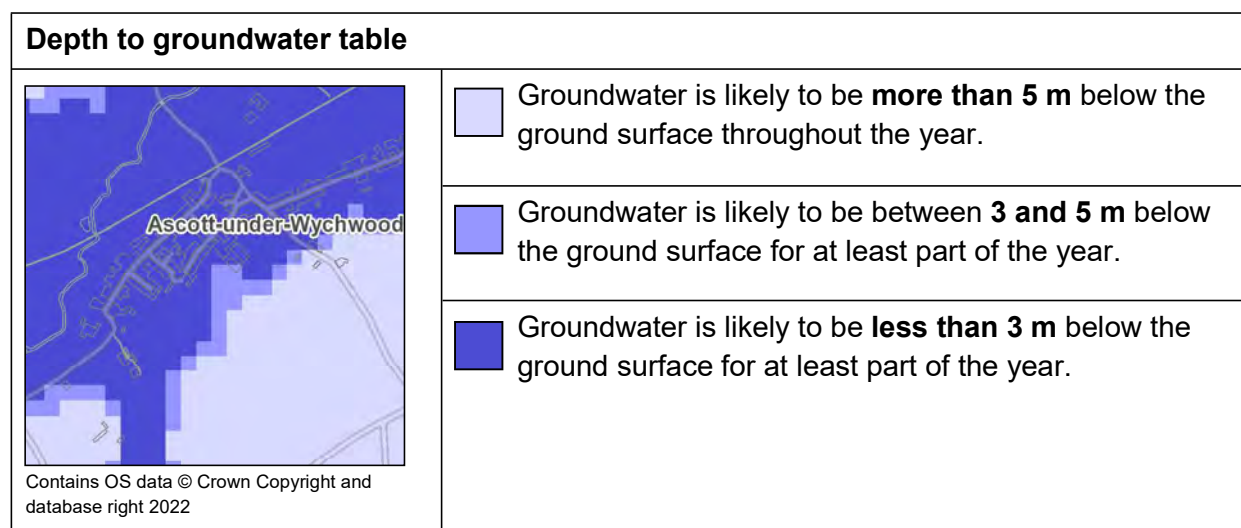 Depth to groundwater table
Ascott-under-Wychwood
Contains OS data © Crown Copyright and
database right 2022
Groundwater is likely to be more than 5 m below the
ground surface throughout the year.
Groundwater is likely to be between 3 and 5 m below
the ground surface for at least part of the year.
Groundwater is likely to be less than 3 m below the
ground surface for at least part of the year.